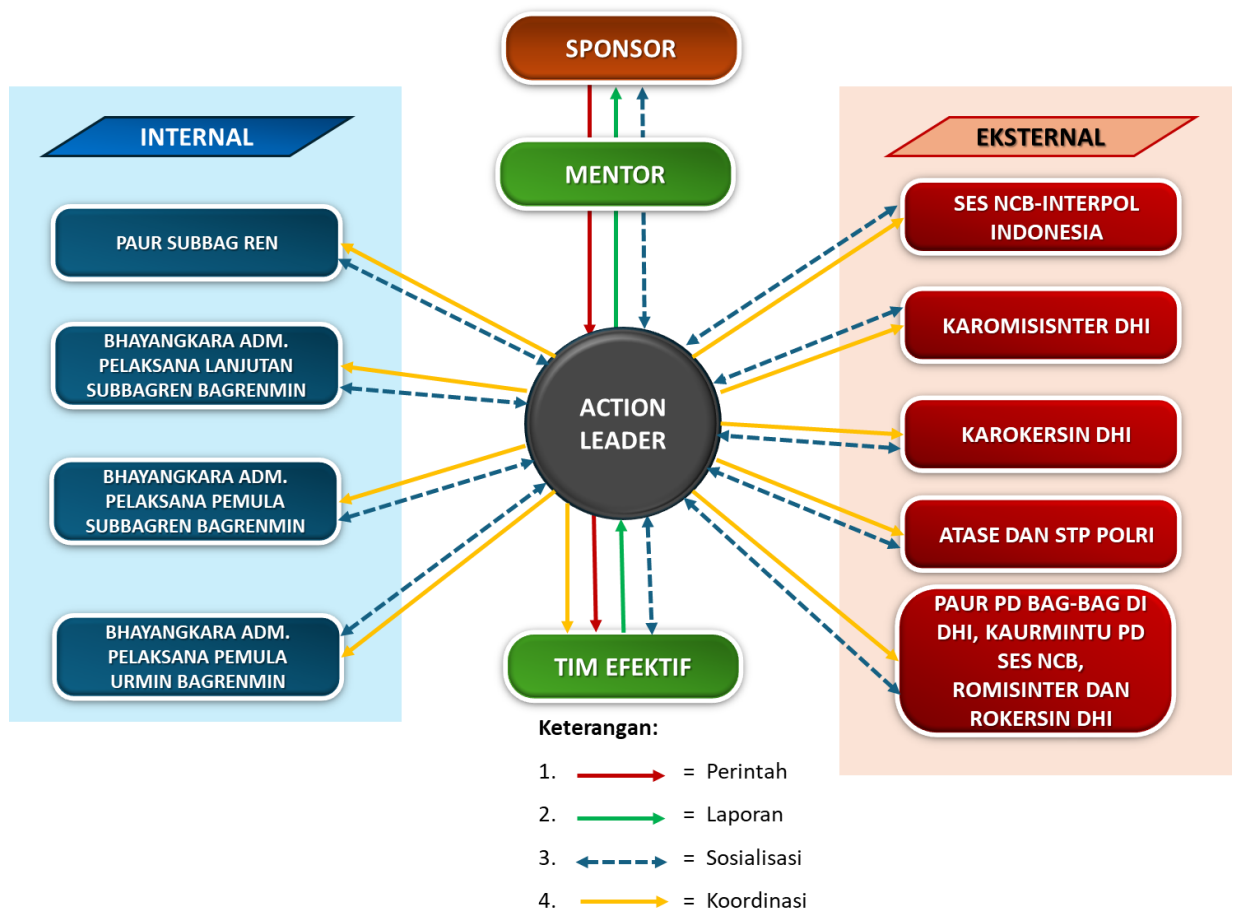 SPONSOR
MENTOR
INTERNAL
PAUR SUBBAG REN
BHAYANGKARA ADM.
PELAKSANA LANJUTAN
SUBBAGREN BAGRENMIN
BHAYANGKARA ADM.
PELAKSANA PEMULA
SUBBAGREN BAGRENMIN
BHAYANGKARA ADM.
PELAKSANA PEMULA
URMIN BAGRENMIN
ACTION
LEADER
TIM EFEKTIF
EKSTERNAL
SES NCB-INTERPOL
INDONESIA
KAROMISISNTER DHI
KAROKERSIN DHI
ATASE DAN STP POLRI
PAUR PD BAG-BAG DI
DHI, KAURMINTU PD
SES NCB,
ROMISINTER DAN
ROKERSIN DHI
Keterangan:
1. = Perintah
2. = Laporan
3. = Sosialisasi
4. = Koordinasi